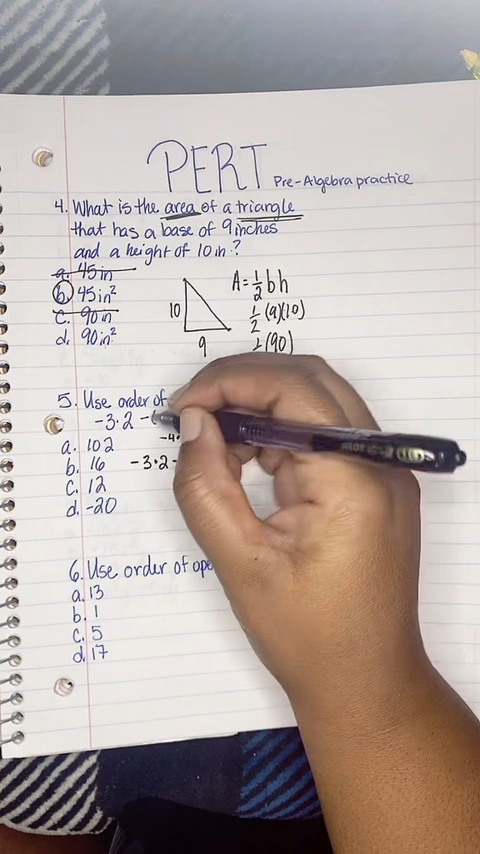 PERT Pre-Algebra practice
4. What is the area of a triangle
that has a base of 9 inches
and a height of 10 in?
a. 45 in
b. 45 in²
c. 90 in
d. 90 in²
10
9
A = 1/2 bh
1/2 (9)(10)
1/2 (90)
5. Use order of
-3·2 -(
-4·
a. 102
b. 16
-3·2 -
c. 12
d. -20
6. Use order of ope
a. 13
b. 1
c. 5
d. 17